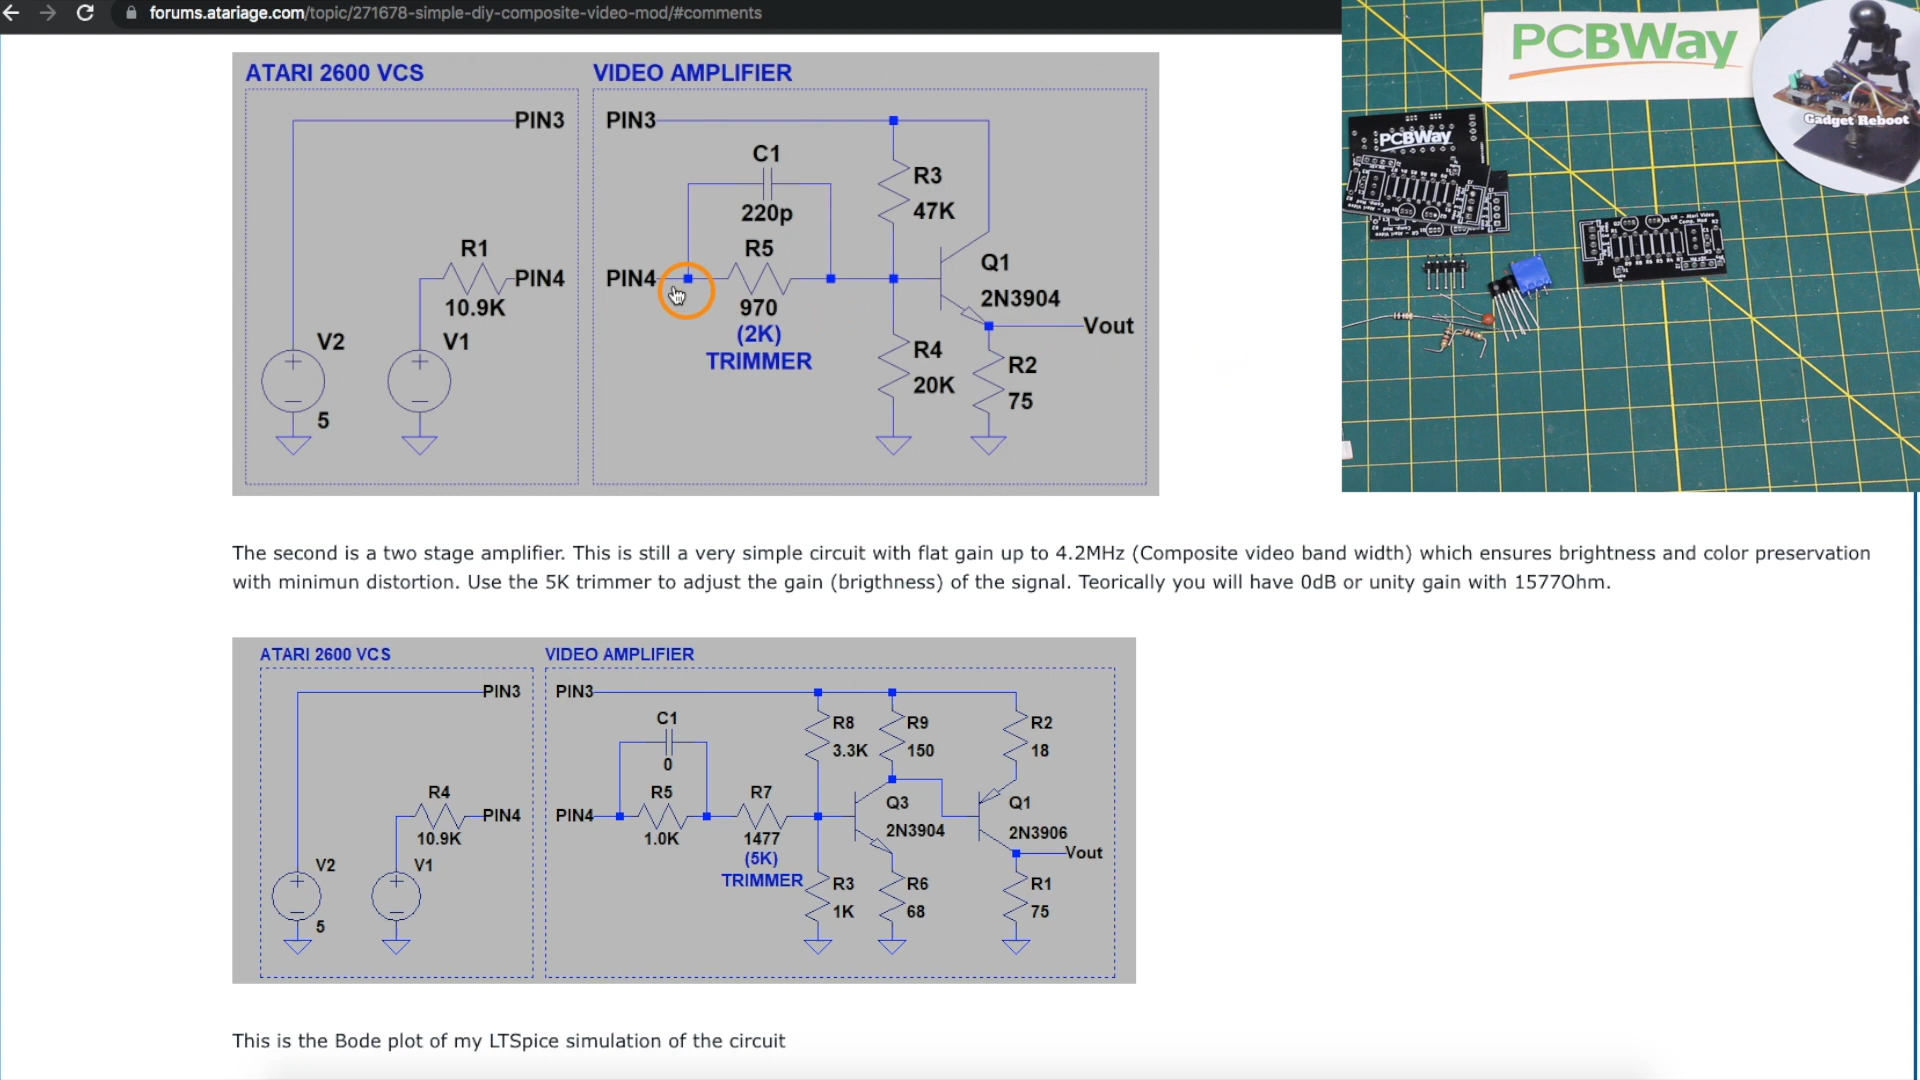 forums.atariage.com/topic/271678-simple-diy-composite-video-mod/#comments
PCBWay
Gadget Reboot
PCBWay
ATARI 2600 VCS
VIDEO AMPLIFIER
PIN3
PIN3
C1
220p
R3
47K
R1
PIN4
10.9K
PIN4
R5
970
(2K)
TRIMMER
Q1
2N3904
Vout
V2
5
V1
R4
20K
R2
75
The second is a two stage amplifier. This is still a very simple circuit with flat gain up to 4.2MHz (Composite video band width) which ensures brightness and color preservation
with minimun distortion. Use the 5K trimmer to adjust the gain (brigthness) of the signal. Teorically you will have 0dB or unity gain with 1577Ohm.
ATARI 2600 VCS
VIDEO AMPLIFIER
PIN3
PIN3
C1
0
R8
3.3K
R9
150
R2
18
R4
PIN4
10.9K
PIN4
R5
1.0K
R7
1477
(5K)
TRIMMER
Q3
2N3904
Q1
2N3906
Vout
V2
5
V1
R3
1K
R6
68
R1
75
This is the Bode plot of my LTSpice simulation of the circuit